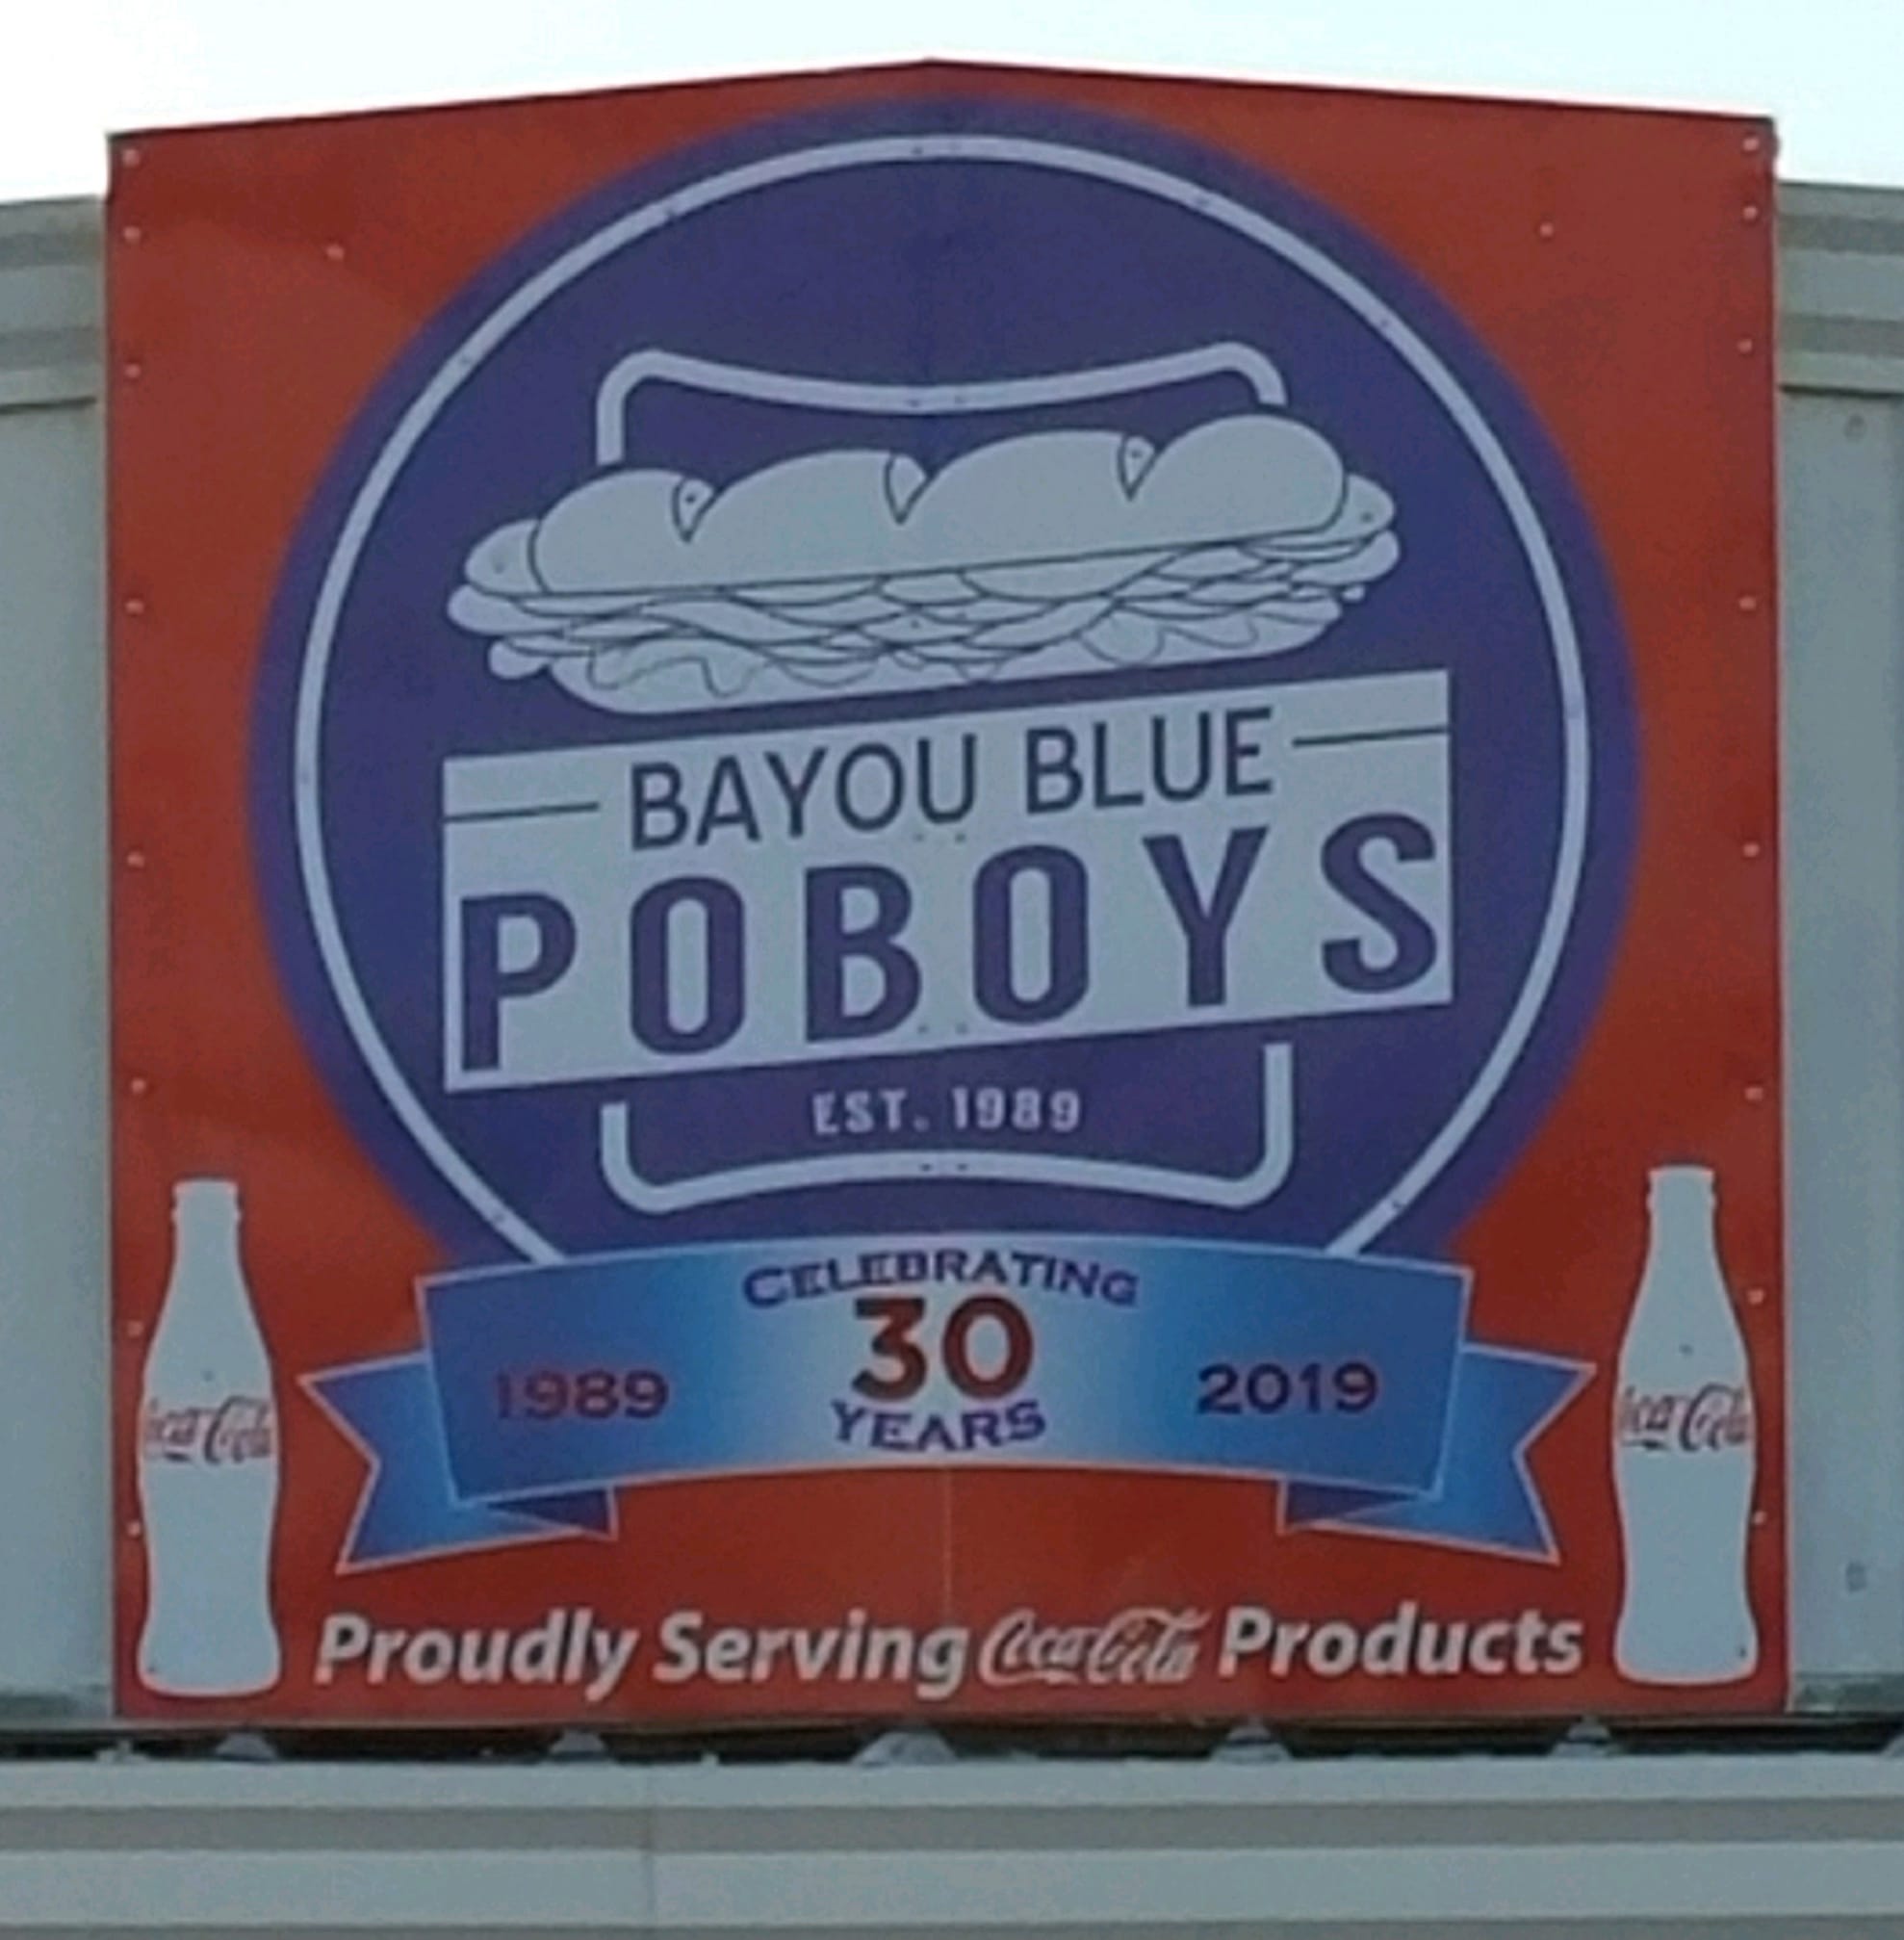 BAYOU BLUE
POBOYS
EST. 1989
CELEBRATING
30
1989 2019
YEARS
Coca-Cola
Coca-Cola
Proudly Serving Coca-Cola Products